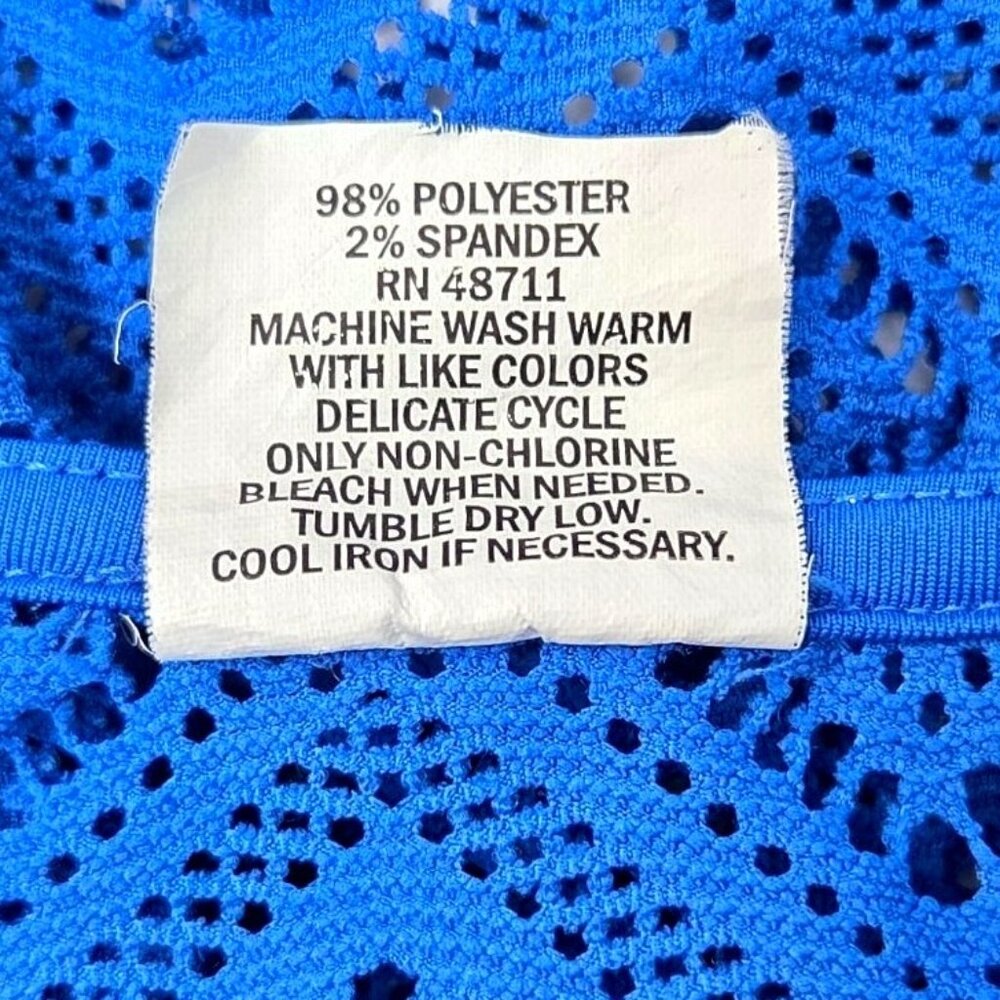 98% POLYESTER
2% SPANDEX
RN 48711
MACHINE WASH WARM
WITH LIKE COLORS
DELICATE CYCLE
ONLY NON-CHLORINE
BLEACH WHEN NEEDED.
TUMBLE DRY LOW.
COOL IRON IF NECESSARY.